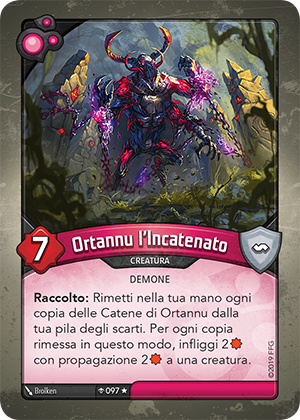 7
Ortannu l'Incatenato
CREATURA
DEMONE
Raccolto: Rimetti nella tua mano ogni
copia delle Catene di Ortannu dalla
tua pila degli scarti. Per ogni copia
rimessa in questo modo, infliggi 2
con propagazione 2 a una creatura.
Brolken
097
©2019 FFG